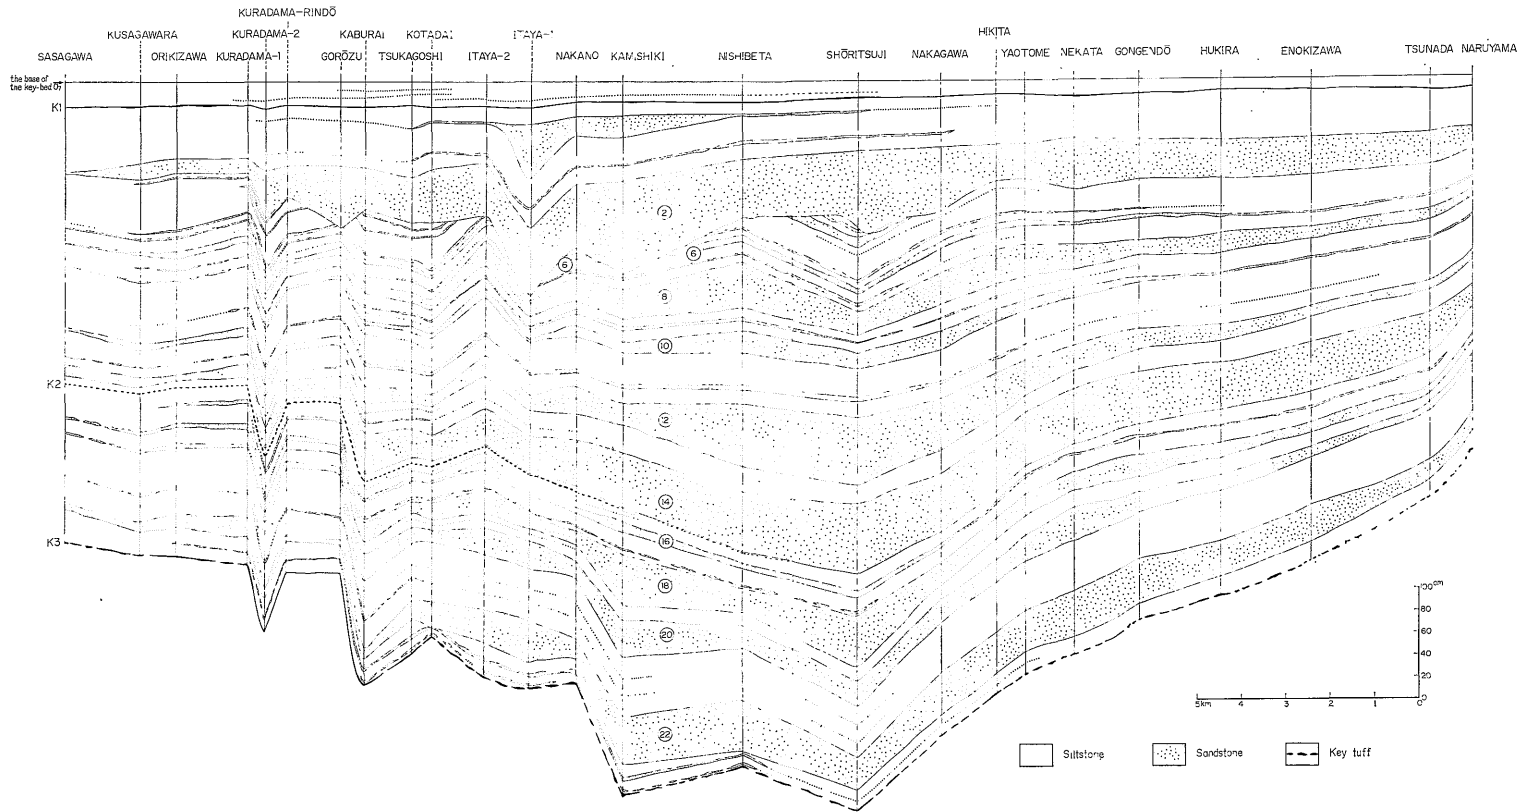 KURADAMA-RINDŌ
KUSAGAWARA KURADAMA-2 KABURAI KOTADAI ITAYA-1 HIKITA
SASAGAWA ORIKIZAWA KURADAMA-1 GORŌZU TSUKAGOSHI ITAYA-2 NAKANO KAMISHIKI NISHIBETA SHŌRITSUJI NAKAGAWA YAOTOME NEKATA GONGENDŌ HUKIRA ENOKIZAWA TSUNADA NARUYAMA
the base of
the key-bed O7
K1
2
6 6
8
10
K2
12
14
K3 16
18
20
22
100 cm
80
60
40
20
0
5km 4 3 2 1 0
Siltstone Sandstone Key tuff